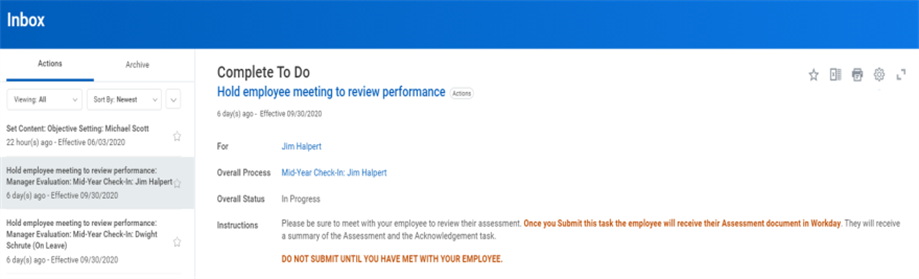 Inbox
Actions
Archive
Viewing: All
Sort By: Newest
Set Content: Objective Setting: Michael Scott
22 hour(s) ago - Effective 06/03/2020
Hold employee meeting to review performance:
Manager Evaluation: Mid-Year Check-In: Jim Halpert
6 day(s) ago - Effective 09/30/2020
Hold employee meeting to review performance:
Manager Evaluation: Mid-Year Check-In: Dwight
Schrute (On Leave)
6 day(s) ago - Effective 09/30/2020
Complete To Do
Hold employee meeting to review performance Actions
6 day(s) ago - Effective 09/30/2020
For Jim Halpert
Overall Process Mid-Year Check-In: Jim Halpert
Overall Status In Progress
Instructions Please be sure to meet with your employee to review their assessment. Once you Submit this task the employee will receive their Assessment document in Workday. They will receive
a summary of the Assessment and the Acknowledgement task.
DO NOT SUBMIT UNTIL YOU HAVE MET WITH YOUR EMPLOYEE.